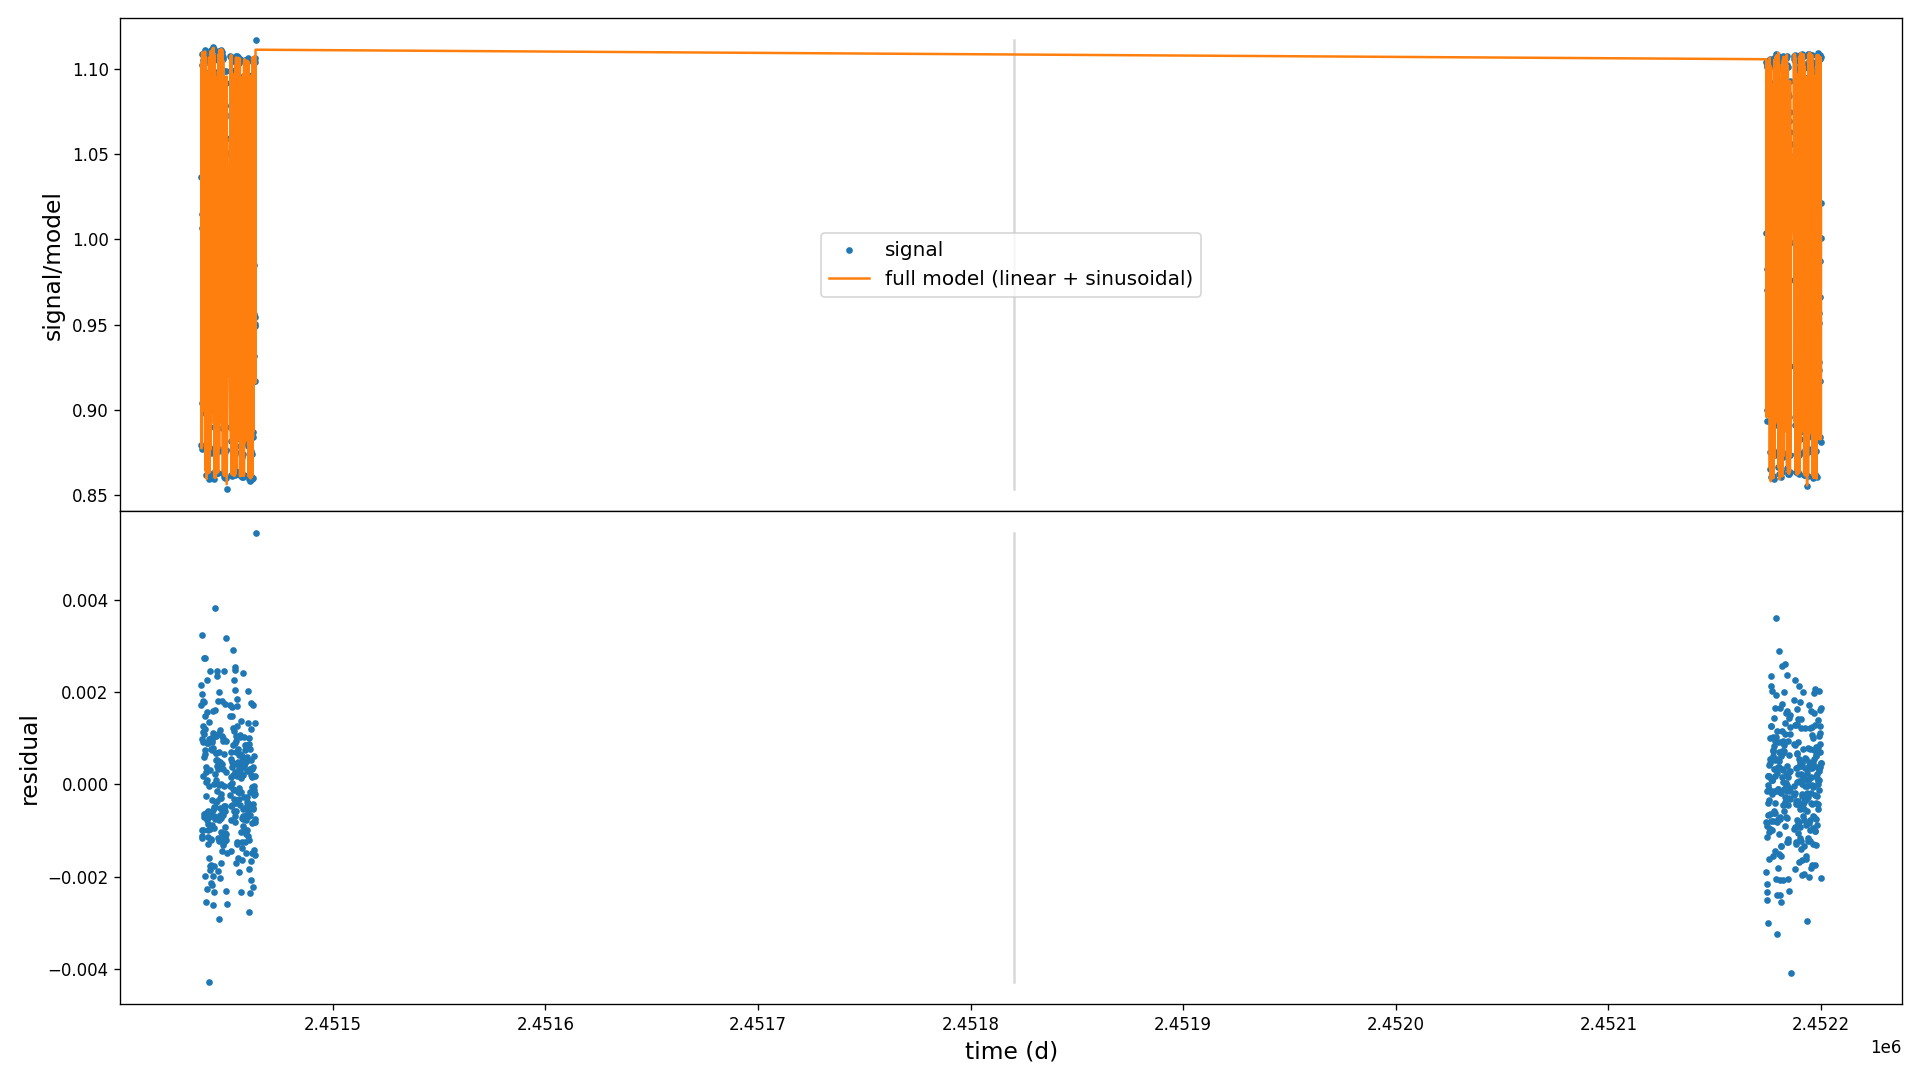 1.10
1.05
1.00
0.95
0.90
0.85
signal/model
signal
full model (linear + sinusoidal)
0.004
0.002
0.000
−0.002
−0.004
residual
2.4515 2.4516 2.4517 2.4518 2.4519 2.4520 2.4521 2.4522
1e6
time (d)